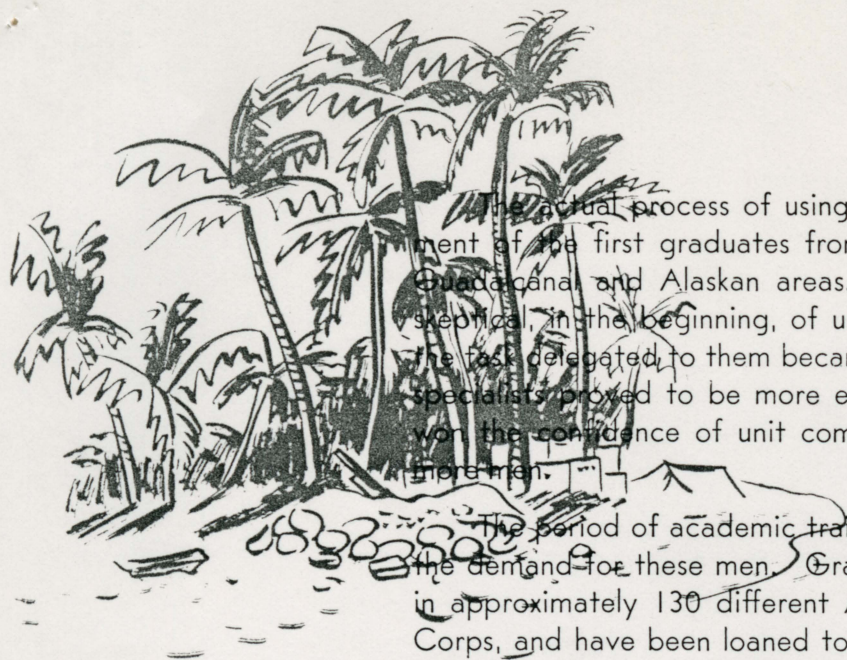 The actual process of using
ment of the first graduates from
Guadalcanal and Alaskan areas.
skeptical, in the beginning, of u
the task delegated to them becam
specialists proved to be more e
won the confidence of unit com
more men.
The period of academic trai
the demand for these men. Gra
in approximately 130 different A
Corps, and have been loaned to